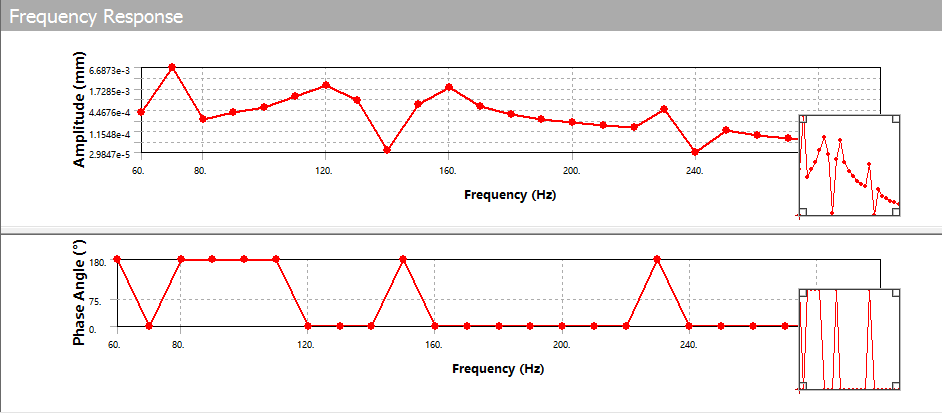 Frequency Response
Amplitude (mm)
6.6873e-3
1.7285e-3
4.4676e-4
1.1548e-4
2.9847e-5
60. 80. 120. 160. 200. 240.
Frequency (Hz)
Phase Angle (°)
180.
75.
0.
60. 80. 120. 160. 200. 240.
Frequency (Hz)